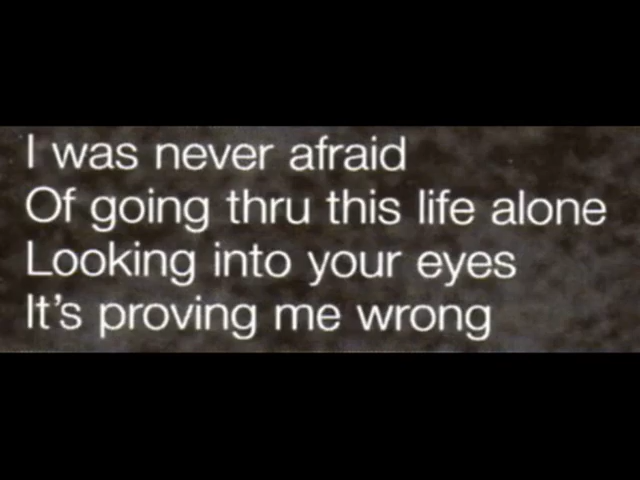 I was never afraid
Of going thru this life alone
Looking into your eyes
It's proving me wrong